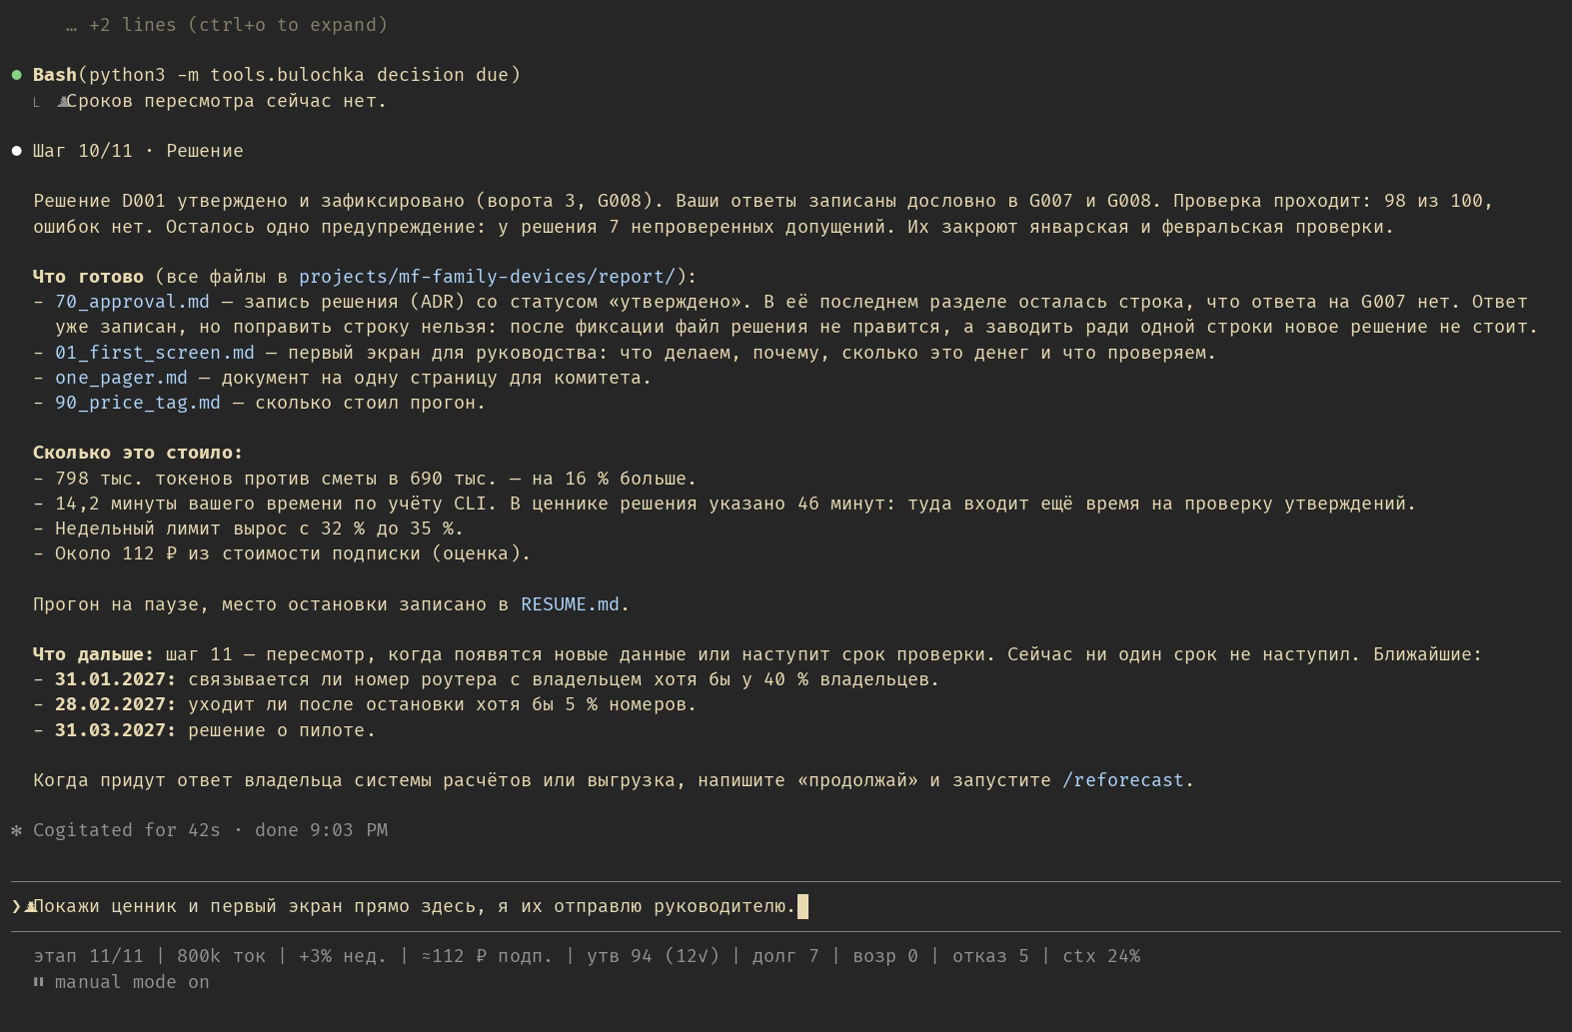 … +2 lines (ctrl+o to expand)
● Bash(python3 -m tools.bulochka decision due)
└ Сроков пересмотра сейчас нет.
● Шаг 10/11 · Решение
Решение D001 утверждено и зафиксировано (ворота 3, G008). Ваши ответы записаны дословно в G007 и G008. Проверка проходит: 98 из 100,
ошибок нет. Осталось одно предупреждение: у решения 7 непроверенных допущений. Их закроют январская и февральская проверки.
Что готово (все файлы в projects/mf-family-devices/report/):
- 70_approval.md — запись решения (ADR) со статусом «утверждено». В её последнем разделе осталась строка, что ответа на G007 нет. Ответ
уже записан, но поправить строку нельзя: после фиксации файл решения не правится, а заводить ради одной строки новое решение не стоит.
- 01_first_screen.md — первый экран для руководства: что делаем, почему, сколько это денег и что проверяем.
- one_pager.md — документ на одну страницу для комитета.
- 90_price_tag.md — сколько стоил прогон.
Сколько это стоило:
- 798 тыс. токенов против сметы в 690 тыс. — на 16 % больше.
- 14,2 минуты вашего времени по учёту CLI. В ценнике решения указано 46 минут: туда входит ещё время на проверку утверждений.
- Недельный лимит вырос с 32 % до 35 %.
- Около 112 ₽ из стоимости подписки (оценка).
Прогон на паузе, место остановки записано в RESUME.md.
Что дальше: шаг 11 — пересмотр, когда появятся новые данные или наступит срок проверки. Сейчас ни один срок не наступил. Ближайшие:
- 31.01.2027: связывается ли номер роутера с владельцем хотя бы у 40 % владельцев.
- 28.02.2027: уходит ли после остановки хотя бы 5 % номеров.
- 31.03.2027: решение о пилоте.
Когда придут ответ владельца системы расчётов или выгрузка, напишите «продолжай» и запустите /reforecast.
✻ Cogitated for 42s · done 9:03 PM
❯ Покажи ценник и первый экран прямо здесь, я их отправлю руководителю.
этап 11/11 | 800k ток | +3% нед. | ≈112 ₽ подп. | утв 94 (12✓) | долг 7 | возр 0 | отказ 5 | ctx 24%
⏸ manual mode on